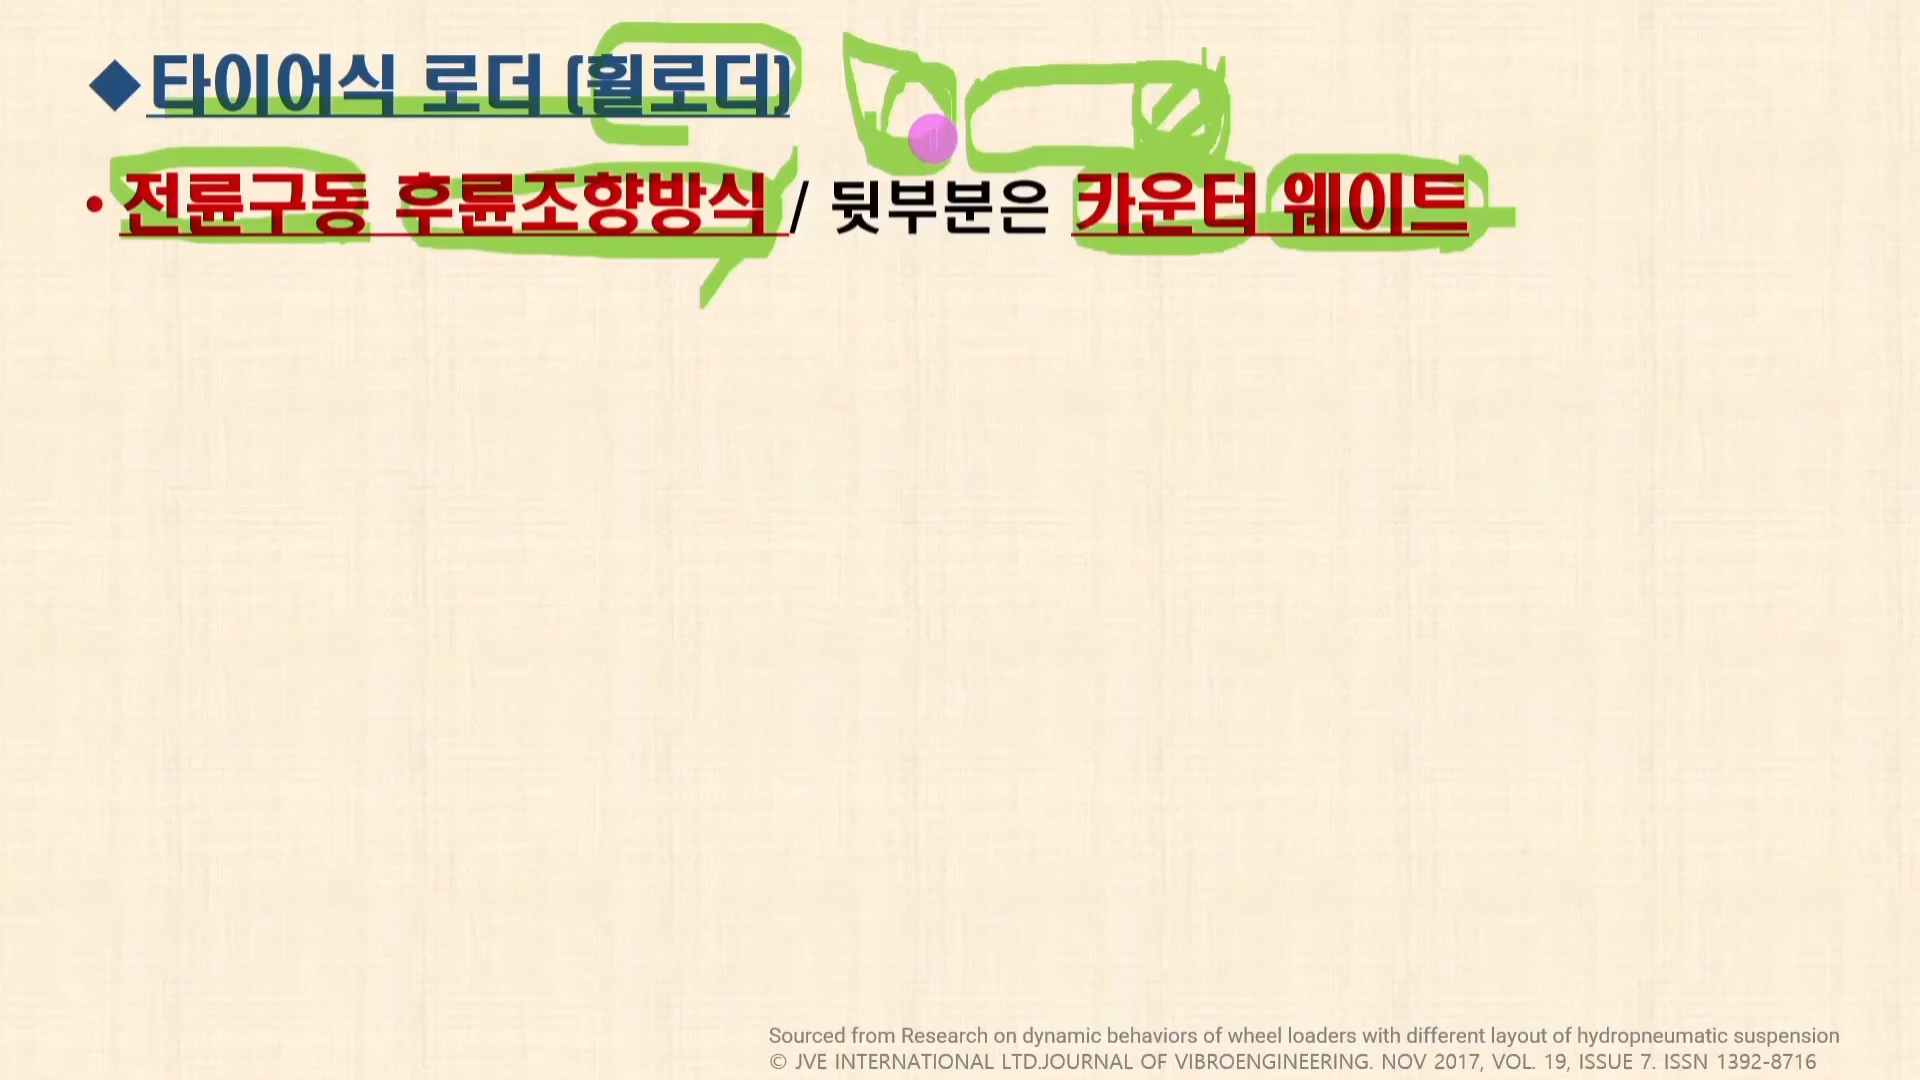 ◆타이어식 로더 (휠로더)
• 전륜구동 후륜조향방식 / 뒷부분은 카운터 웨이트
Sourced from Research on dynamic behaviors of wheel loaders with different layout of hydropneumatic suspension
© JVE INTERNATIONAL LTD.JOURNAL OF VIBROENGINEERING. NOV 2017, VOL. 19, ISSUE 7. ISSN 1392-8716